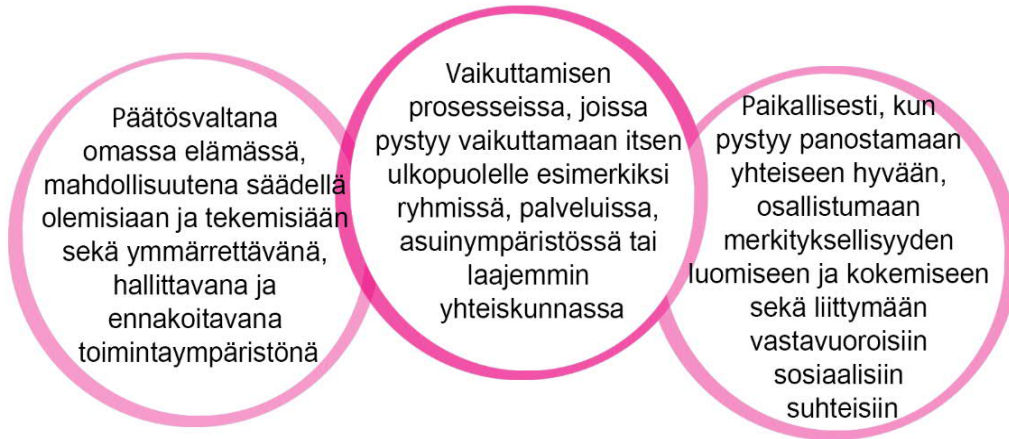 Päätösvaltana
omassa elämässä,
mahdollisuutena säädellä
olemisiaan ja tekemisiään
sekä ymmärrettävänä,
hallittavana ja
ennakoitavana
toimintaympäristönä
Vaikuttamisen
prosesseissa, joissa
pystyy vaikuttamaan itsen
ulkopuolelle esimerkiksi
ryhmissä, palveluissa,
asuinympäristössä tai
laajemmin
yhteiskunnassa
Paikallisesti, kun
pystyy panostamaan
yhteiseen hyvään,
osallistumaan
merkityksellisyyden
luomiseen ja kokemiseen
sekä liittymään
vastavuoroisiin
sosiaalisiin
suhteisiin